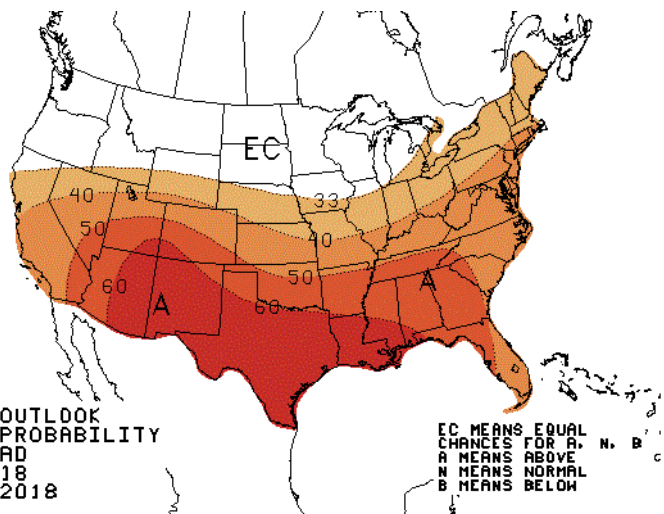 EC
33
40
40
50
50
60
60
A
A
OUTLOOK
PROBABILITY
AD
18
2018
EC MEANS EQUAL
CHANCES FOR A, N, B
A MEANS ABOVE
N MEANS NORMAL
B MEANS BELOW